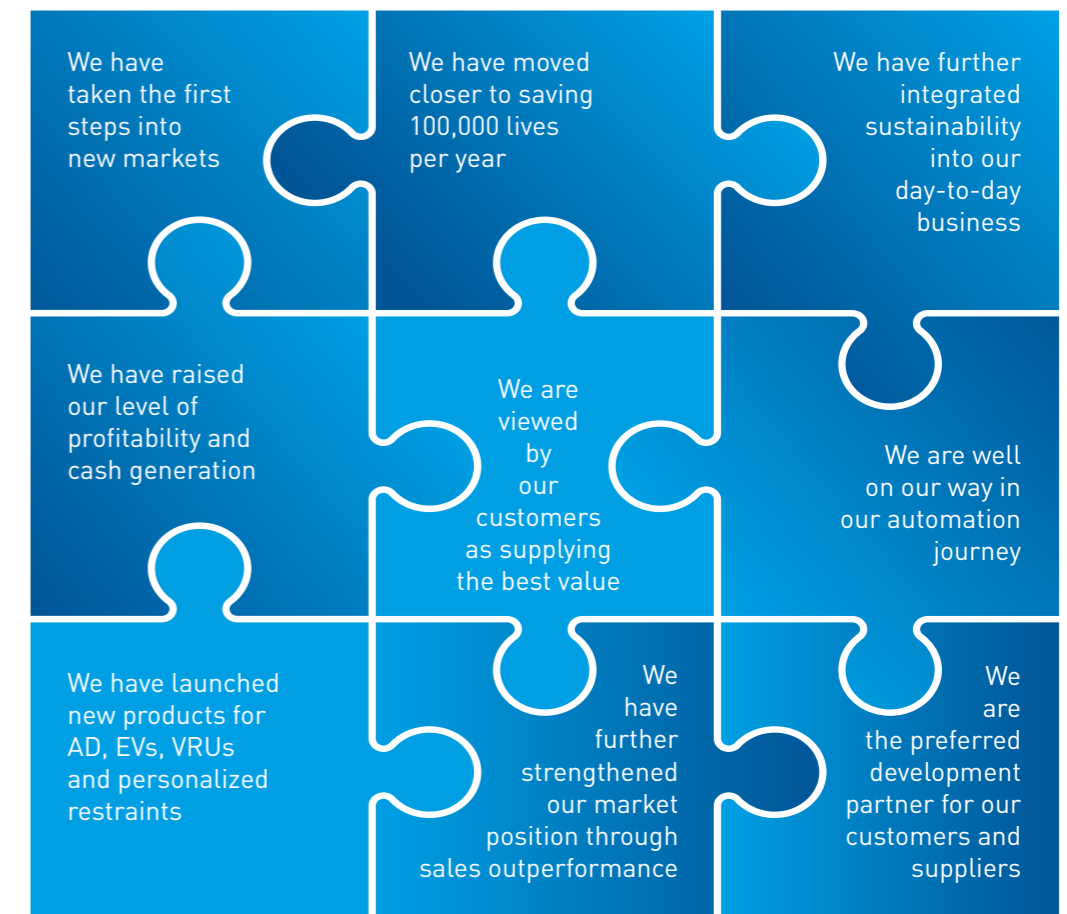 We have
taken the first
steps into
new markets
We have moved
closer to saving
100,000 lives
per year
We have further
integrated
sustainability
into our
day-to-day
business
We have raised
our level of
profitability and
cash generation
We are
viewed
by
our
customers
as supplying
the best value
We are well
on our way in
our automation
journey
We have launched
new products for
AD, EVs, VRUs
and personalized
restraints
We
have
further
strengthened
our market
position through
sales outperformance
We
are
the preferred
development
partner for our
customers and
suppliers